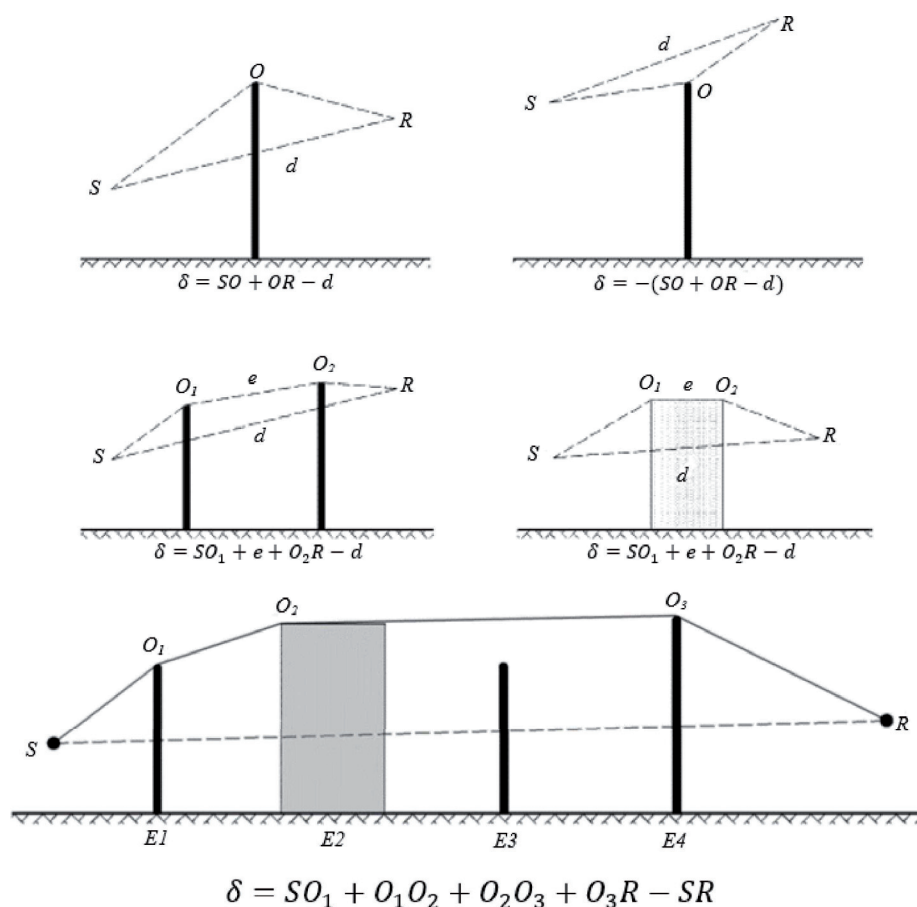 O
d
R
S
δ = SO + OR − d
R
d
S
O
δ = −(SO + OR − d)
O₂
e
O₁
R
d
S
δ = SO₁ + e + O₂R − d
O₁ e O₂
R
S
d
δ = SO₁ + e + O₂R − d
O₂
O₃
O₁
S
R
E1 E2 E3 E4
δ = SO₁ + O₁O₂ + O₂O₃ + O₃R − SR